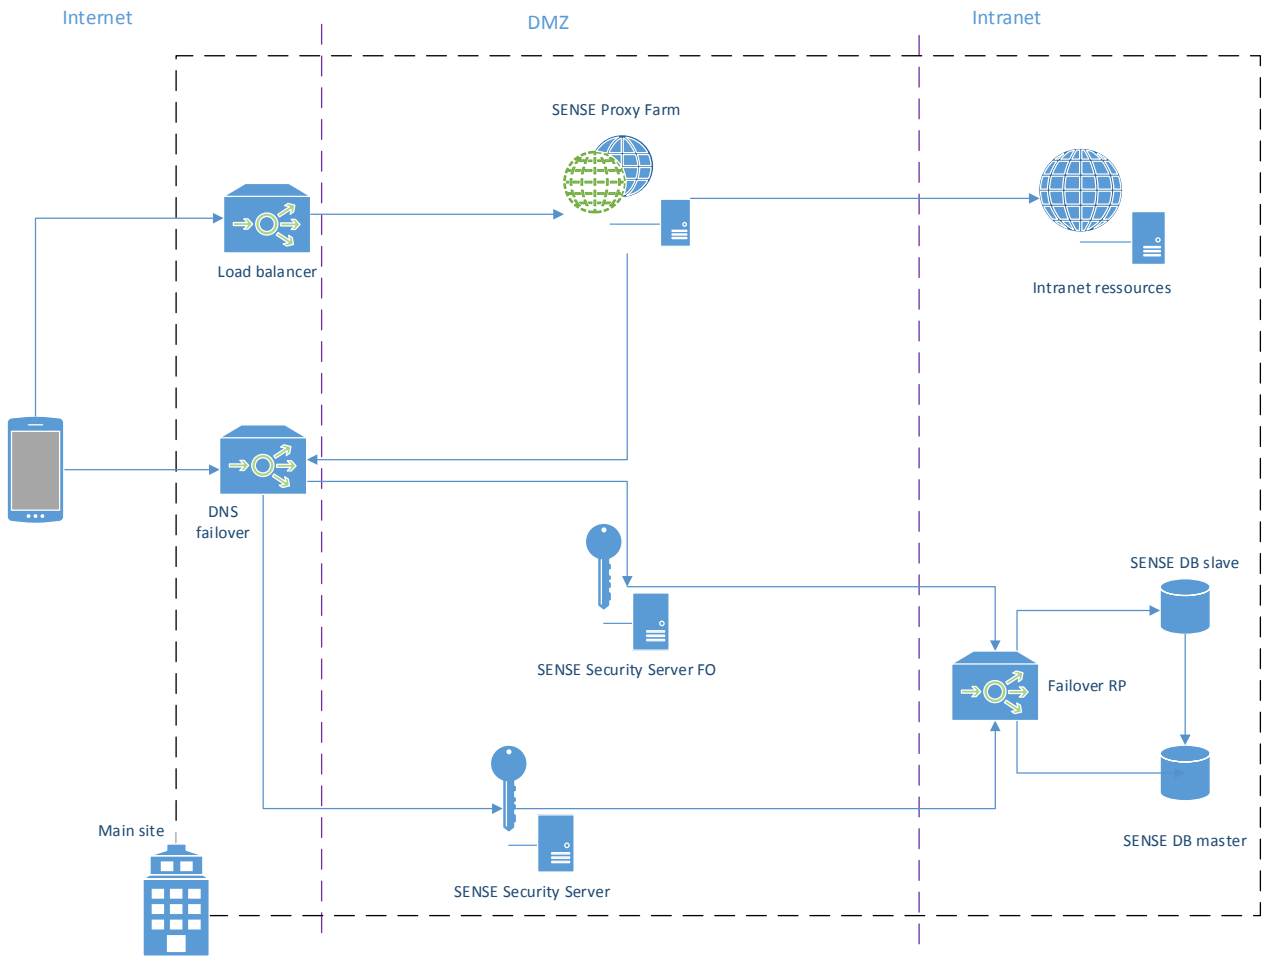 Internet
DMZ
Intranet
SENSE Proxy Farm
Load balancer
Intranet ressources
DNS
failover
SENSE DB slave
SENSE Security Server FO
Failover RP
Main site
SENSE DB master
SENSE Security Server